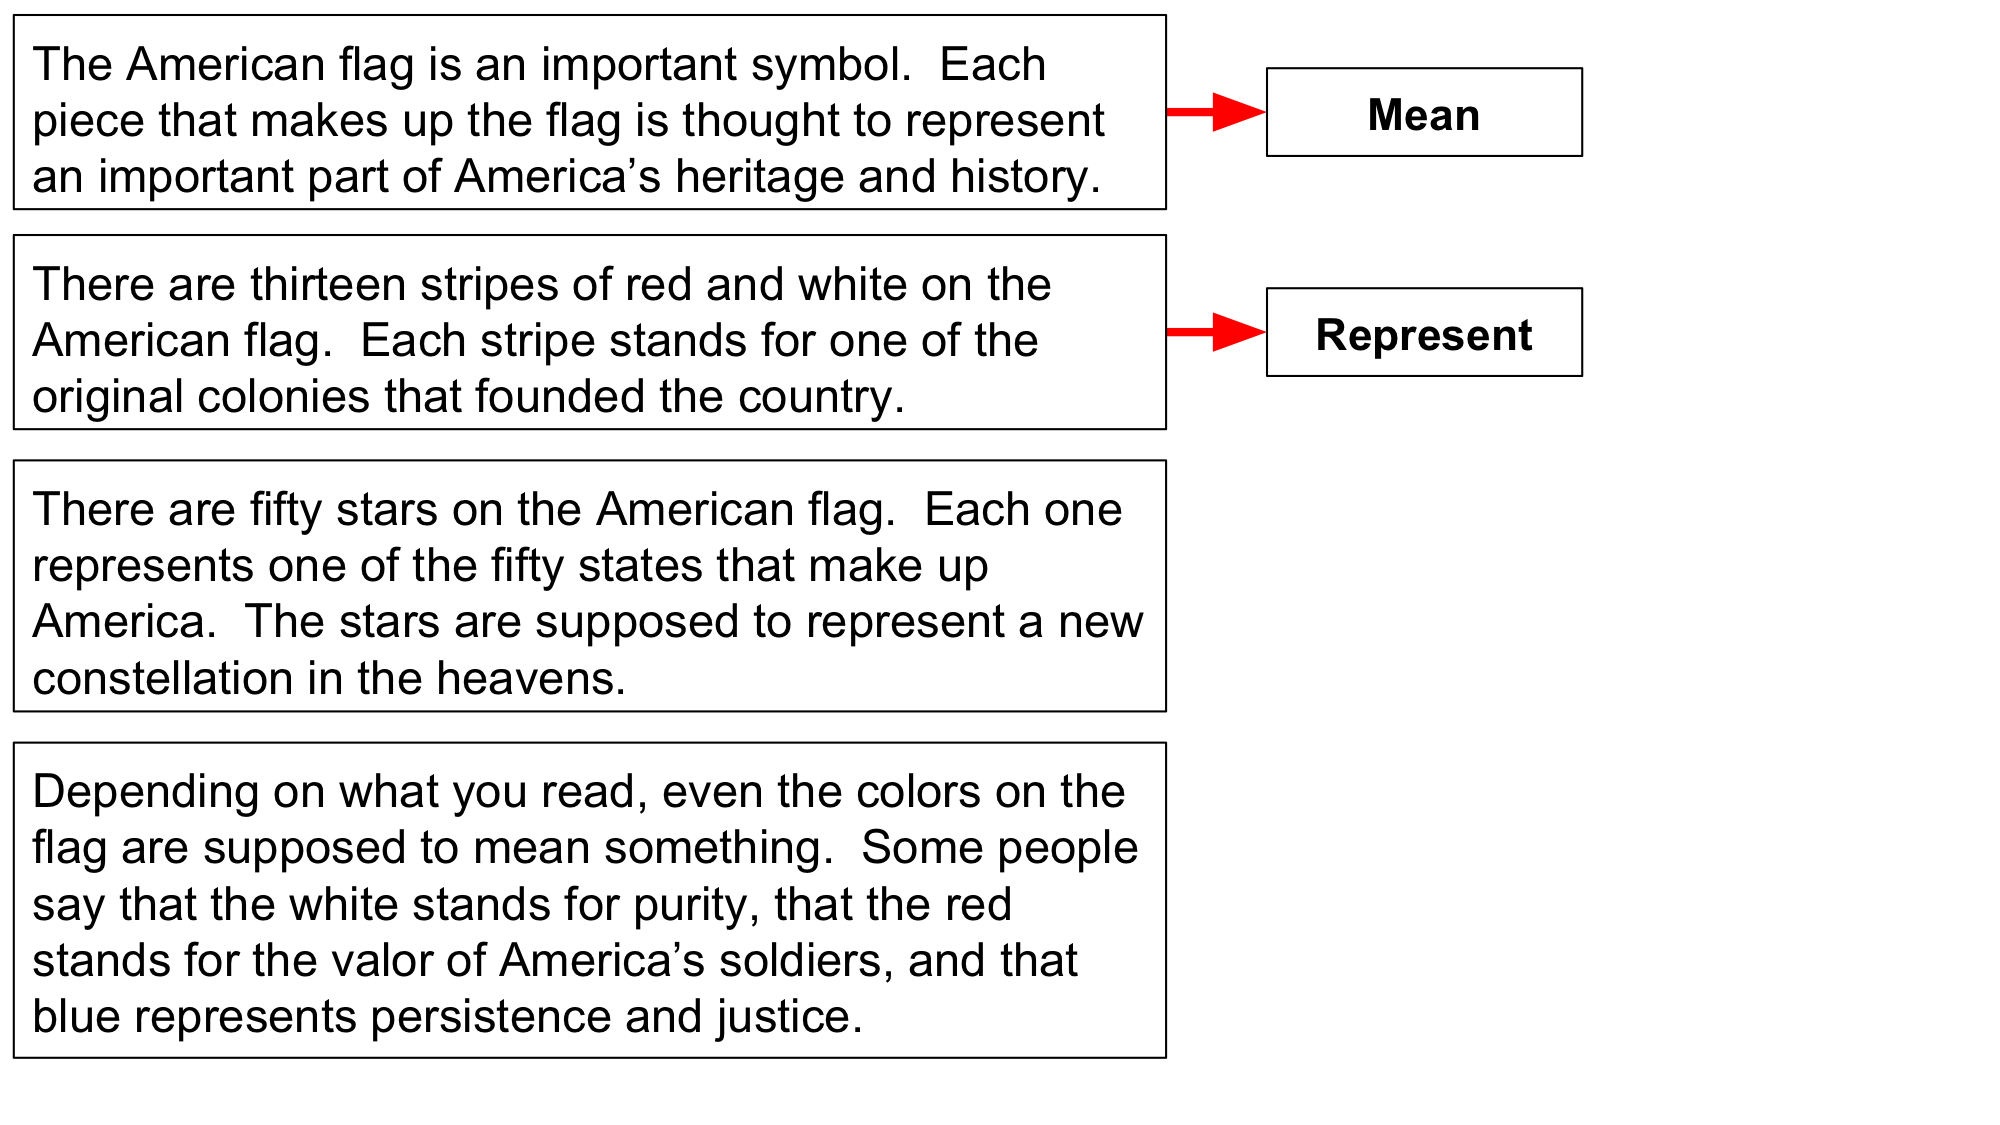 The American flag is an important symbol.  Each
piece that makes up the flag is thought to represent
an important part of America’s heritage and history.
Mean
There are thirteen stripes of red and white on the
American flag.  Each stripe stands for one of the
original colonies that founded the country.
Represent
There are fifty stars on the American flag.  Each one
represents one of the fifty states that make up
America.  The stars are supposed to represent a new
constellation in the heavens.
Depending on what you read, even the colors on the
flag are supposed to mean something.  Some people
say that the white stands for purity, that the red
stands for the valor of America’s soldiers, and that
blue represents persistence and justice.